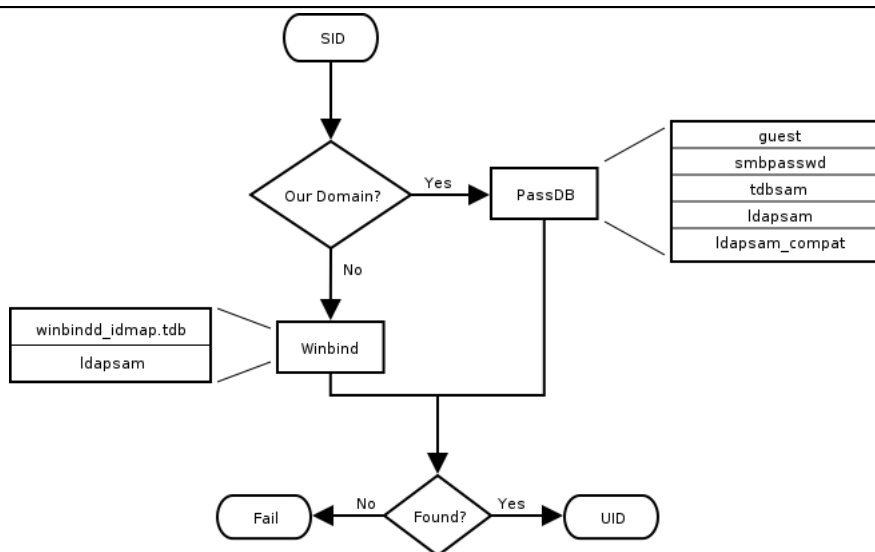 SID
guest
smbpasswd
tdbsam
ldapsam
ldapsam_compat
Our Domain?
Yes
PassDB
No
winbindd_idmap.tdb
ldapsam
Winbind
Fail
No
Found?
Yes
UID